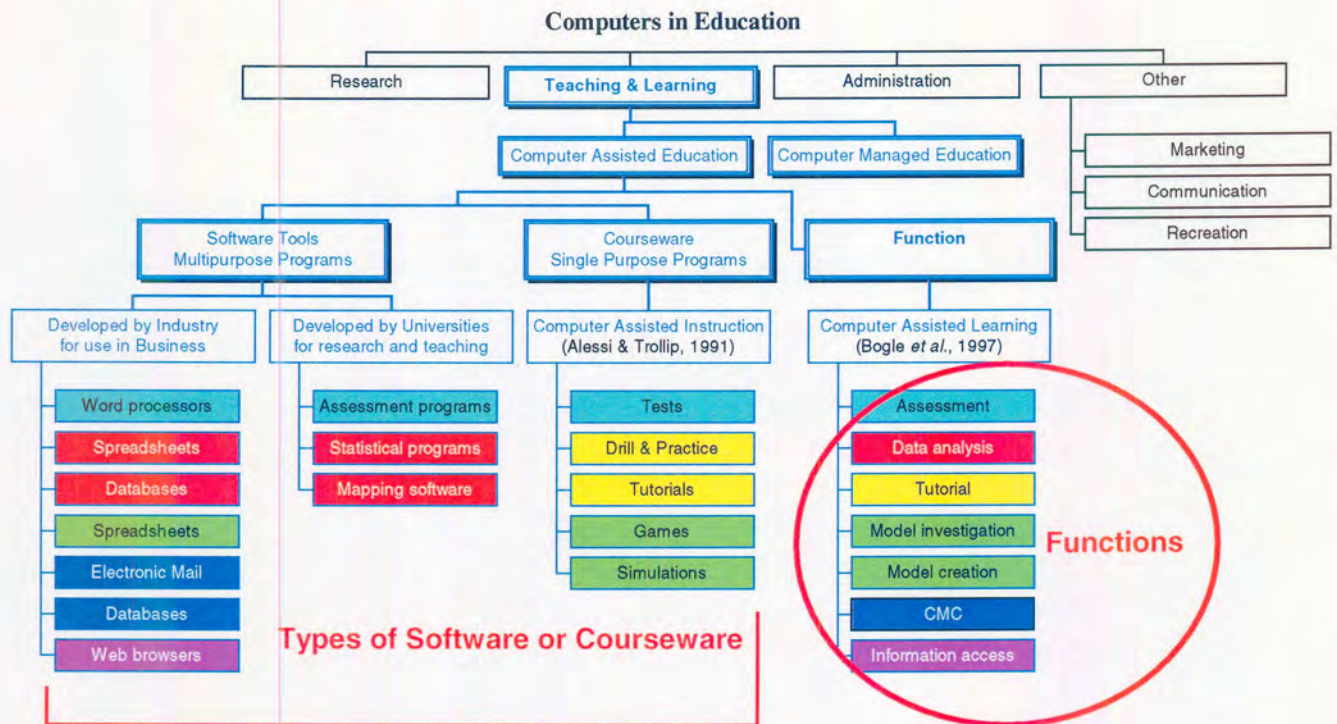 Computers in Education
Research
Teaching & Learning
Administration
Other
Computer Assisted Education
Computer Managed Education
Marketing
Communication
Recreation
Software Tools
Multipurpose Programs
Courseware
Single Purpose Programs
Function
Developed by Industry
for use in Business
Developed by Universities
for research and teaching
Computer Assisted Instruction
(Alessi & Trollip, 1991)
Computer Assisted Learning
(Bogle et al., 1997)
Word processors
Spreadsheets
Databases
Spreadsheets
Electronic Mail
Databases
Web browsers
Assessment programs
Statistical programs
Mapping software
Tests
Drill & Practice
Tutorials
Games
Simulations
Assessment
Data analysis
Tutorial
Model investigation
Model creation
CMC
Information access
Functions
Types of Software or Courseware